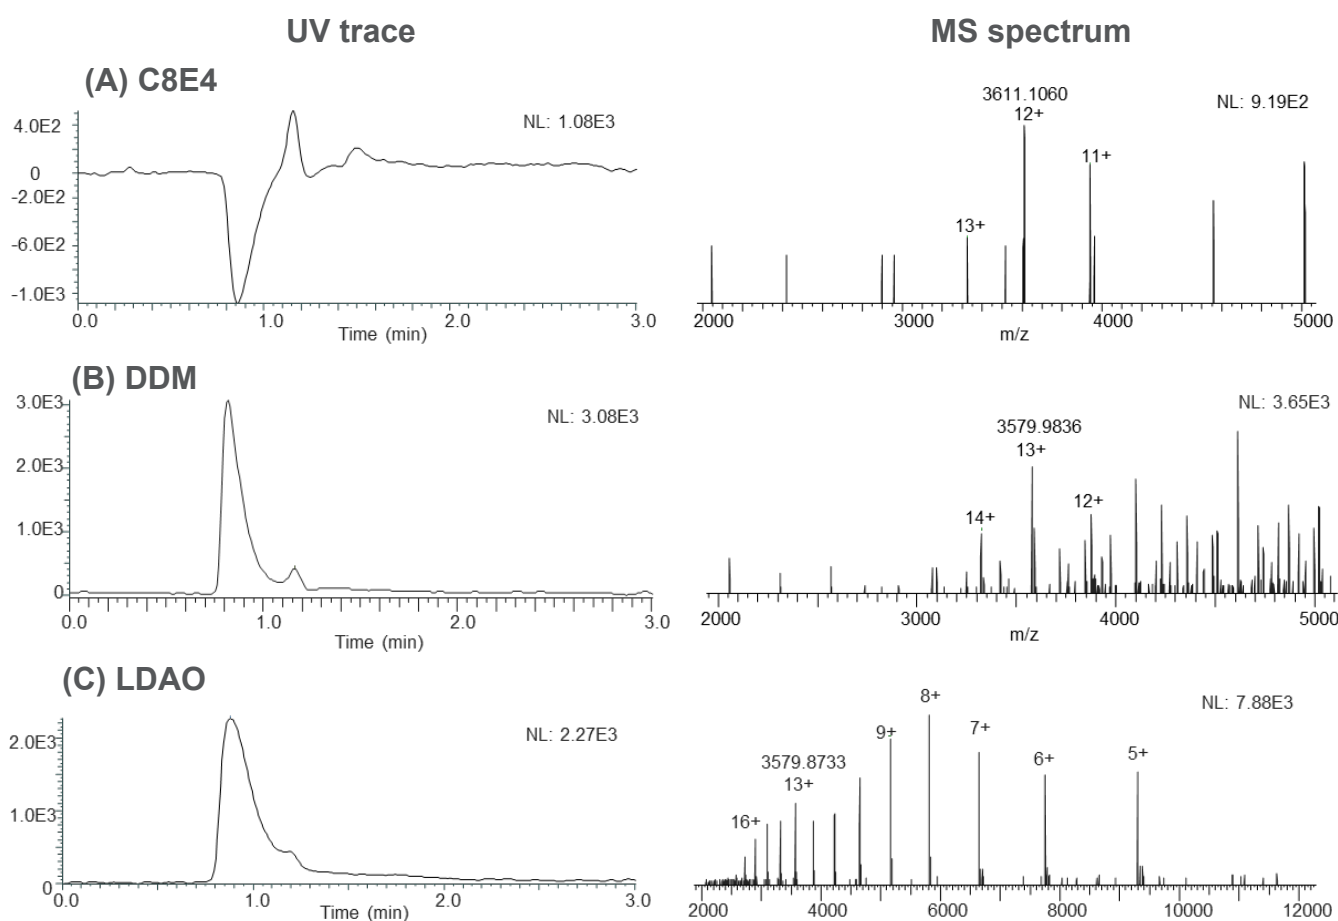 UV trace
MS spectrum
(A) C8E4
NL: 1.08E3
4.0E2
0
-2.0E2
-6.0E2
-1.0E3
0.0
1.0
2.0
3.0
Time (min)
3611.1060
12+
NL: 9.19E2
11+
13+
2000
3000
4000
5000
m/z
(B) DDM
NL: 3.08E3
3.0E3
2.0E3
1.0E3
0
0.0
1.0
2.0
3.0
Time (min)
NL: 3.65E3
3579.9836
13+
12+
14+
2000
3000
4000
5000
m/z
(C) LDAO
NL: 2.27E3
2.0E3
1.0E3
0
0.0
1.0
2.0
3.0
Time (min)
8+
NL: 7.88E3
9+
7+
3579.8733
13+
6+
5+
16+
2000
4000
6000
8000
10000
12000